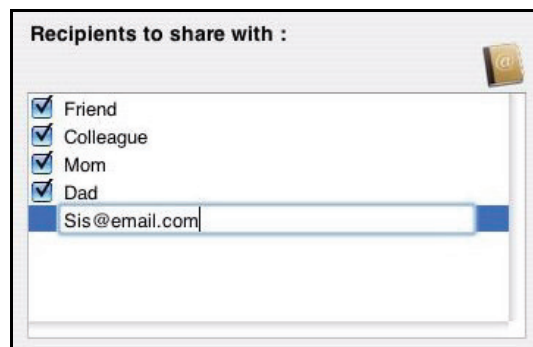 Recipients to share with :
@
Friend
Colleague
Mom
Dad
Sis@email.com